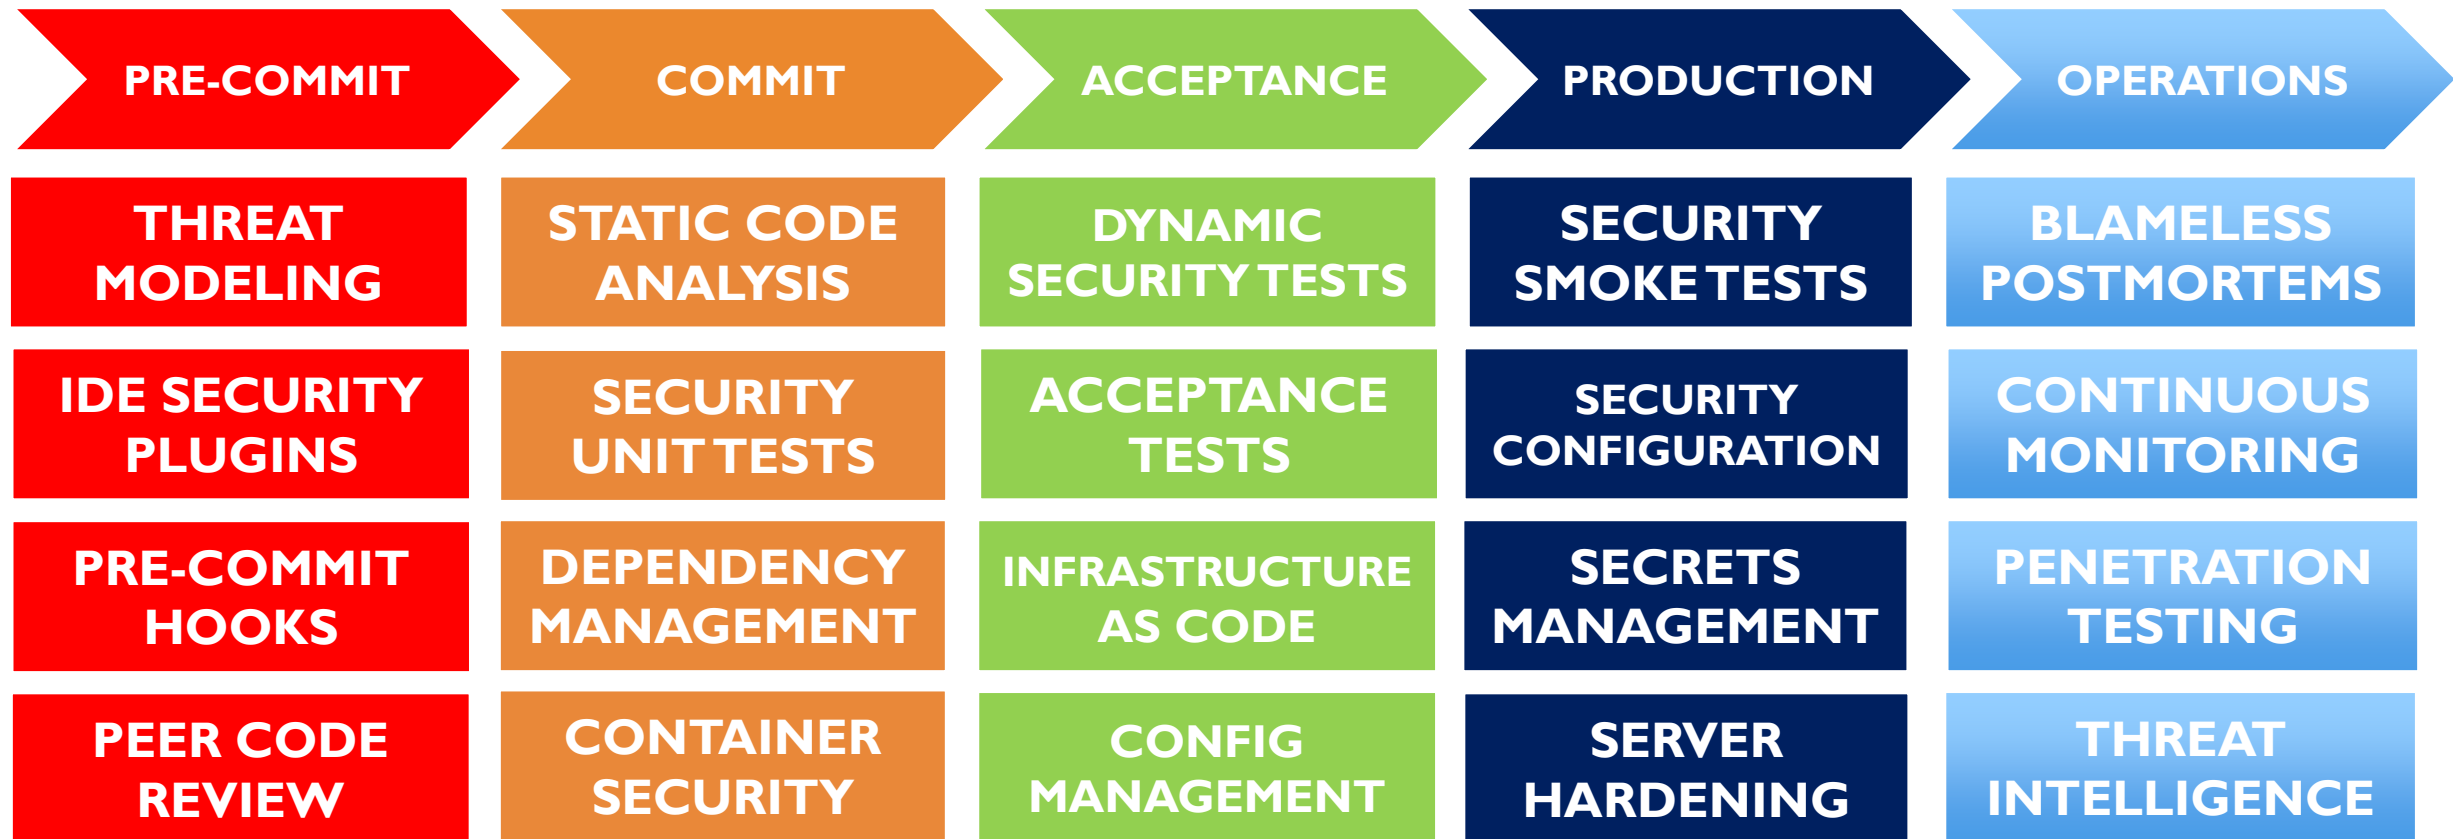 PRE-COMMIT
COMMIT
ACCEPTANCE
PRODUCTION
OPERATIONS
THREAT
MODELING
STATIC CODE
ANALYSIS
DYNAMIC
SECURITY TESTS
SECURITY
SMOKE TESTS
BLAMELESS
POSTMORTEMS
IDE SECURITY
PLUGINS
SECURITY
UNIT TESTS
ACCEPTANCE
TESTS
SECURITY
CONFIGURATION
CONTINUOUS
MONITORING
PRE-COMMIT
HOOKS
DEPENDENCY
MANAGEMENT
INFRASTRUCTURE
AS CODE
SECRETS
MANAGEMENT
PENETRATION
TESTING
PEER CODE
REVIEW
CONTAINER
SECURITY
CONFIG
MANAGEMENT
SERVER
HARDENING
THREAT
INTELLIGENCE